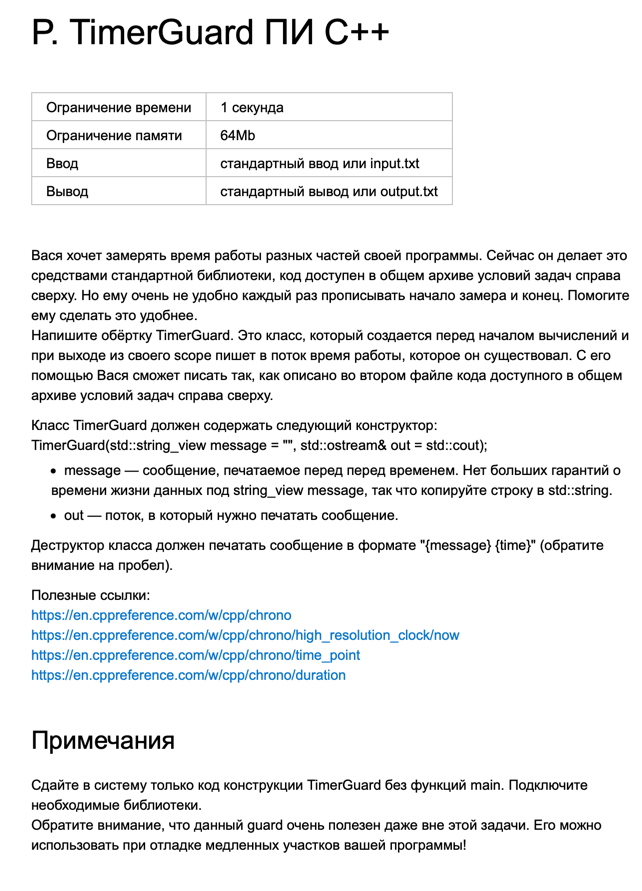 P. TimerGuard ПИ С++
Ограничение времени 1 секунда
Ограничение памяти 64Mb
Ввод стандартный ввод или input.txt
Вывод стандартный вывод или output.txt
Вася хочет замерять время работы разных частей своей программы. Сейчас он делает это
средствами стандартной библиотеки, код доступен в общем архиве условий задач справа
сверху. Но ему очень не удобно каждый раз прописывать начало замера и конец. Помогите
ему сделать это удобнее.
Напишите обёртку TimerGuard. Это класс, который создается перед началом вычислений и
при выходе из своего scope пишет в поток время работы, которое он существовал. С его
помощью Вася сможет писать так, как описано во втором файле кода доступного в общем
архиве условий задач справа сверху.
Класс TimerGuard должен содержать следующий конструктор:
TimerGuard(std::string_view message = "", std::ostream& out = std::cout);
• message — сообщение, печатаемое перед перед временем. Нет больших гарантий о
времени жизни данных под string_view message, так что копируйте строку в std::string.
• out — поток, в который нужно печатать сообщение.
Деструктор класса должен печатать сообщение в формате "{message} {time}" (обратите
внимание на пробел).
Полезные ссылки:
https://en.cppreference.com/w/cpp/chrono
https://en.cppreference.com/w/cpp/chrono/high_resolution_clock/now
https://en.cppreference.com/w/cpp/chrono/time_point
https://en.cppreference.com/w/cpp/chrono/duration
Примечания
Сдайте в систему только код конструкции TimerGuard без функций main. Подключите
необходимые библиотеки.
Обратите внимание, что данный guard очень полезен даже вне этой задачи. Его можно
использовать при отладке медленных участков вашей программы!